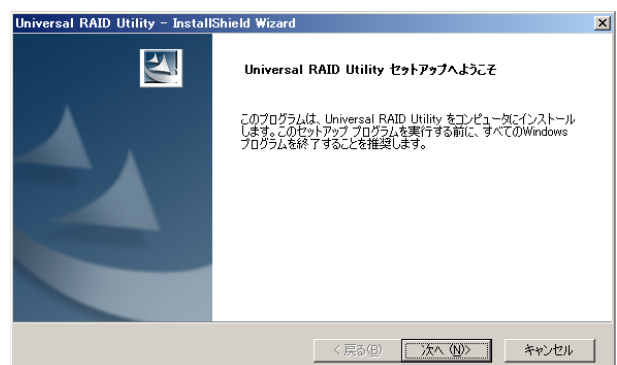 Universal RAID Utility - InstallShield Wizard
Universal RAID Utility セットアップへようこそ
このプログラムは、Universal RAID Utility をコンピュータにインストール
します。このセットアップ プログラムを実行する前に、すべてのWindows
プログラムを終了することを推奨します。
< 戻る(B) 次へ (N)> キャンセル